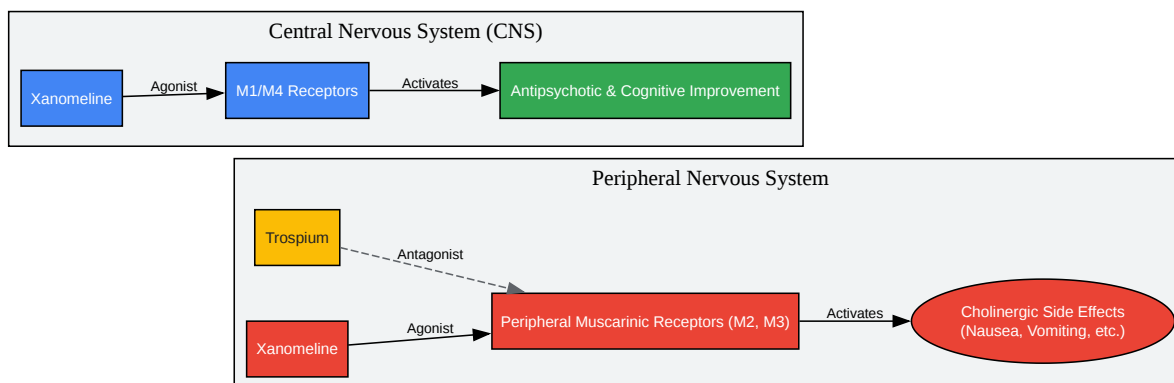 Central Nervous System (CNS)
Xanomeline
Agonist
M1/M4 Receptors
Activates
Antipsychotic & Cognitive Improvement
Peripheral Nervous System
Trospium
Antagonist
Xanomeline
Agonist
Peripheral Muscarinic Receptors (M2, M3)
Activates
Cholinergic Side Effects
(Nausea, Vomiting, etc.)